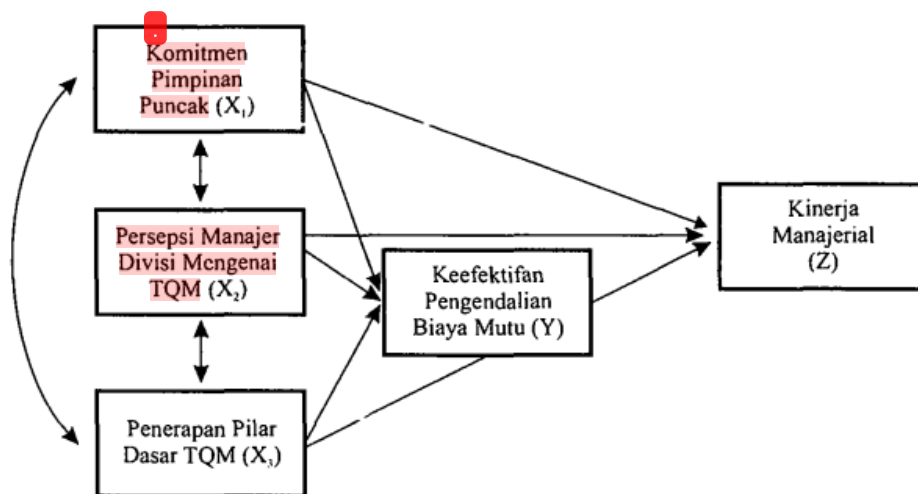 Komitmen
Pimpinan
Puncak (X₁)
Persepsi Manajer
Divisi Mengenai
TQM (X₂)
Penerapan Pilar
Dasar TQM (X₃)
Keefektifan
Pengendalian
Biaya Mutu (Y)
Kinerja
Manajerial
(Z)